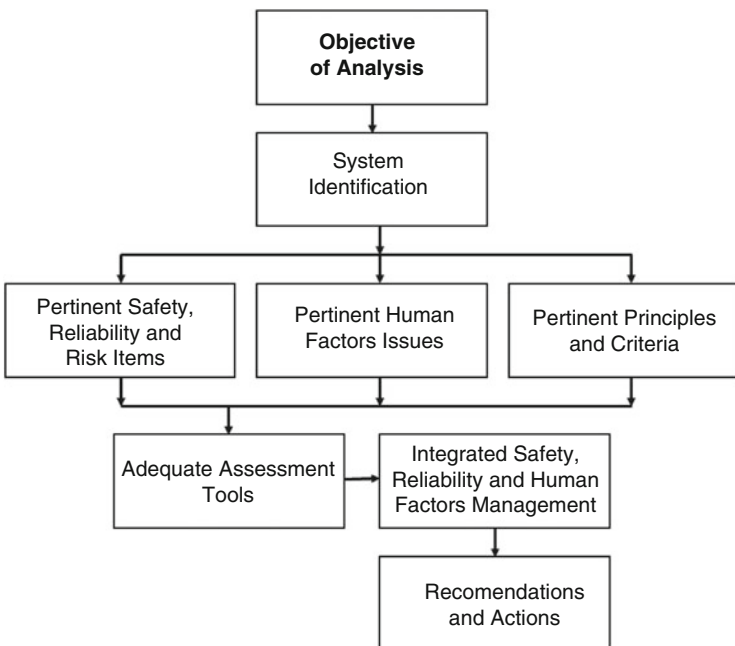 Objective
of Analysis
System
Identification
Pertinent Safety,
Reliability and
Risk Items
Pertinent Human
Factors Issues
Pertinent Principles
and Criteria
Adequate Assessment
Tools
Integrated Safety,
Reliability and Human
Factors Management
Recomendations
and Actions